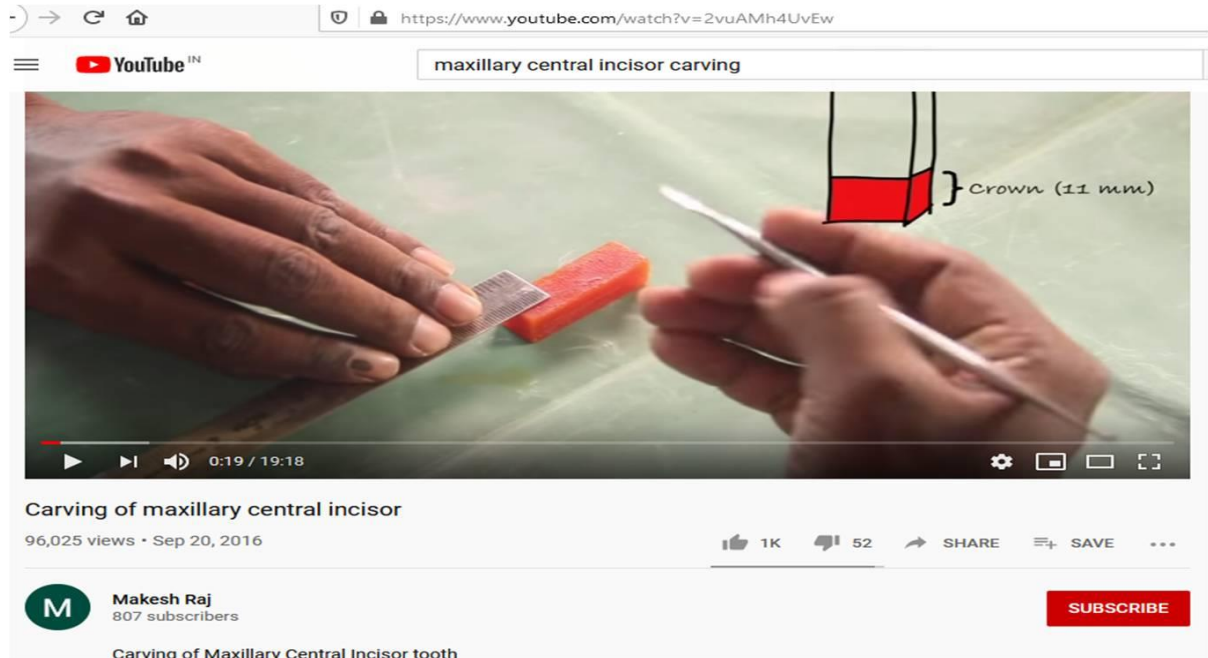 https://www.youtube.com/watch?v=2vuAMh4UvEw
YouTube IN
maxillary central incisor carving
Crown (11 mm)
0:19 / 19:18
Carving of maxillary central incisor
96,025 views • Sep 20, 2016
1K 52 SHARE SAVE
M
Makesh Raj
807 subscribers
SUBSCRIBE
Carving of Maxillary Central Incisor tooth